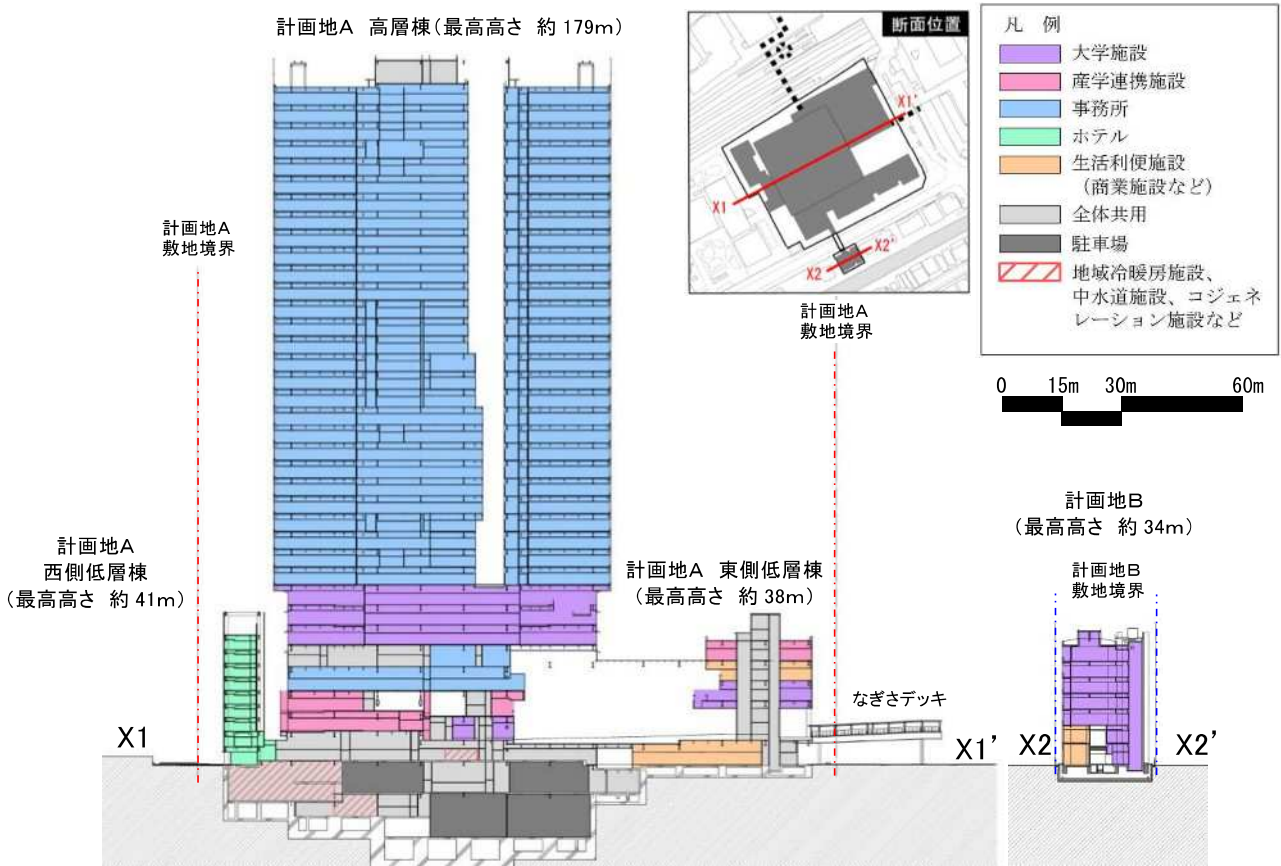 計画地A 高層棟(最高高さ 約179m)
断面位置
X1'
X1
X2'
X2
凡 例
大学施設
産学連携施設
事務所
ホテル
生活利便施設
(商業施設など)
全体共用
駐車場
地域冷暖房施設、
中水道施設、コジェネ
レーション施設など
計画地A
敷地境界
計画地A
敷地境界
0 15m 30m 60m
計画地A
西側低層棟
(最高高さ 約41m)
計画地A 東側低層棟
(最高高さ 約38m)
計画地B
(最高高さ 約34m)
計画地B
敷地境界
なぎさデッキ
X1 X1' X2 X2'